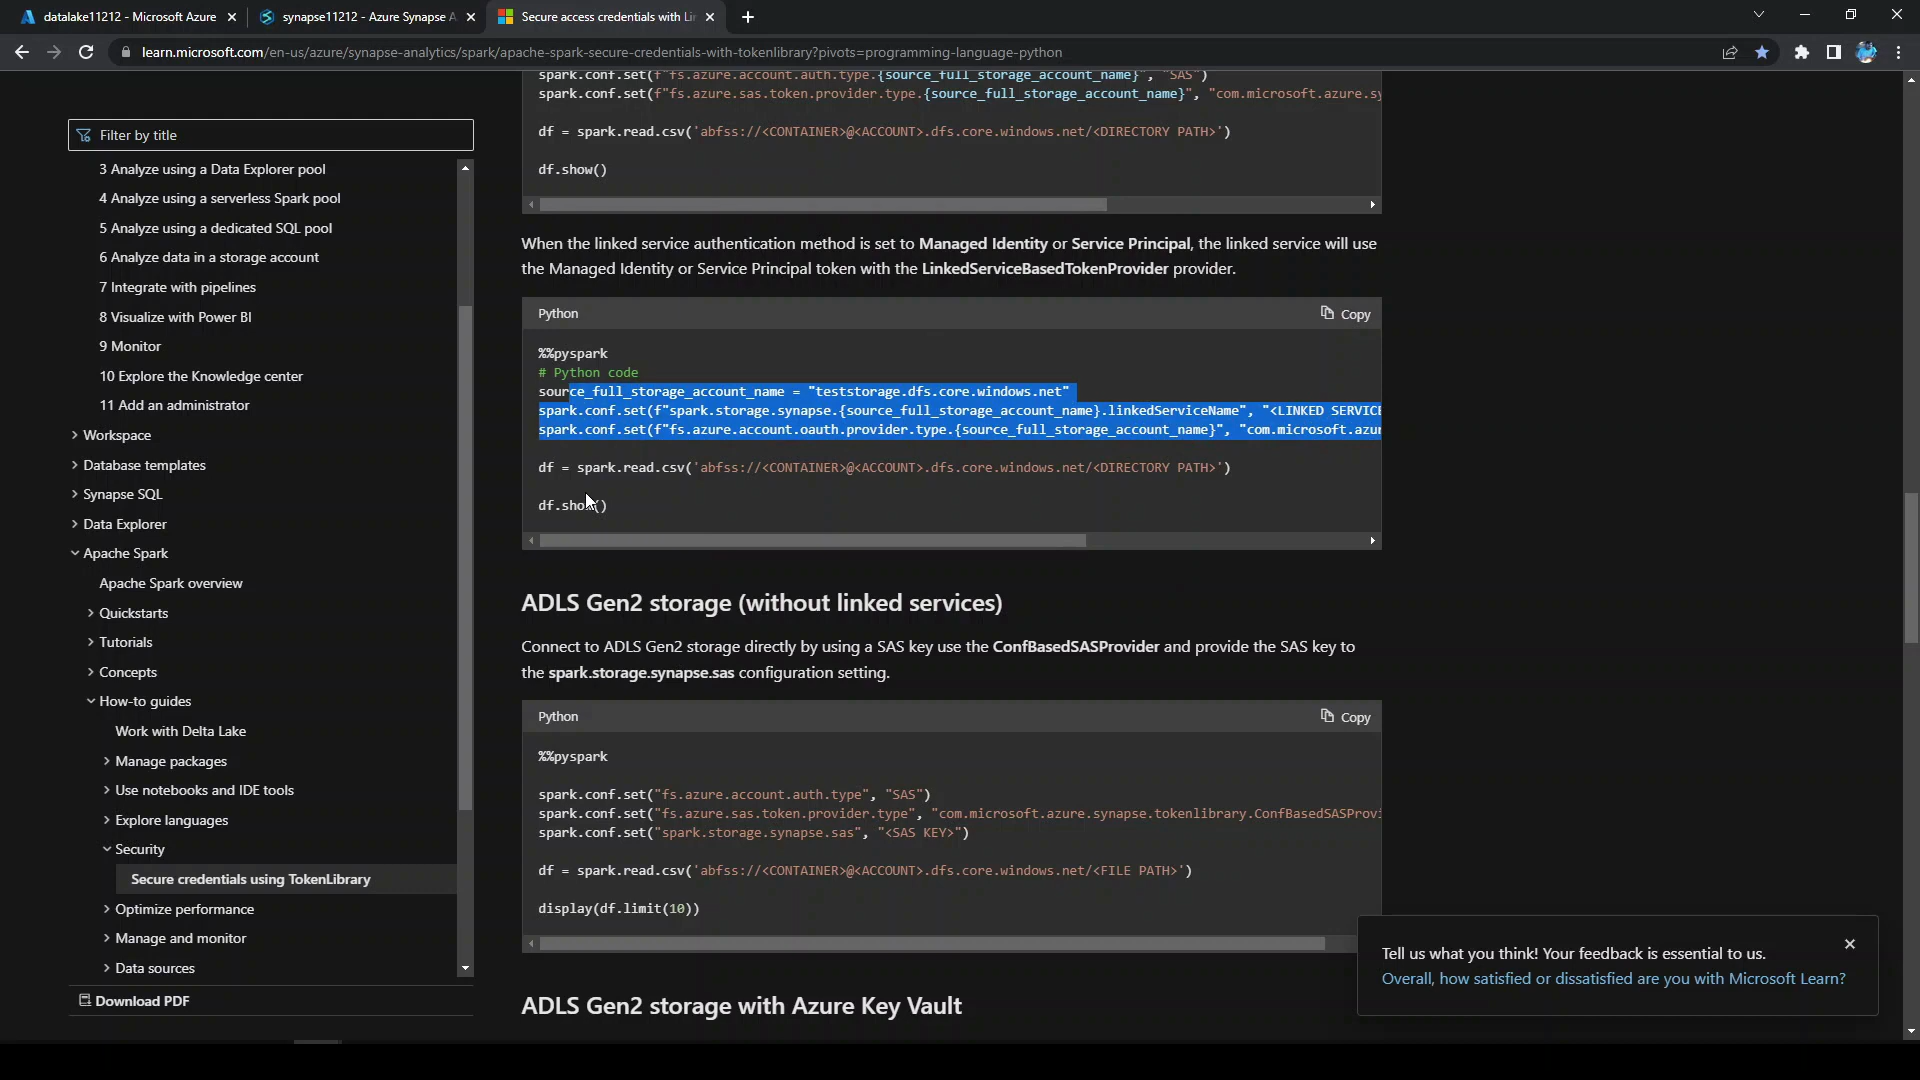 datalake11212 - Microsoft Azure
synapse11212 - Azure Synapse A
Secure access credentials with Lin
learn.microsoft.com/en-us/azure/synapse-analytics/spark/apache-spark-secure-credentials-with-tokenlibrary?pivots=programming-language-python
Filter by title
3 Analyze using a Data Explorer pool
4 Analyze using a serverless Spark pool
5 Analyze using a dedicated SQL pool
6 Analyze data in a storage account
7 Integrate with pipelines
8 Visualize with Power BI
9 Monitor
10 Explore the Knowledge center
11 Add an administrator
Workspace
Database templates
Synapse SQL
Data Explorer
Apache Spark
Apache Spark overview
Quickstarts
Tutorials
Concepts
How-to guides
Work with Delta Lake
Manage packages
Use notebooks and IDE tools
Explore languages
Security
Secure credentials using TokenLibrary
Optimize performance
Manage and monitor
Data sources
Download PDF
spark.conf.set(f"fs.azure.account.auth.type.{source_full_storage_account_name}", "SAS")
spark.conf.set(f"fs.azure.sas.token.provider.type.{source_full_storage_account_name}", "com.microsoft.azure.sy
df = spark.read.csv('abfss://<CONTAINER>@<ACCOUNT>.dfs.core.windows.net/<DIRECTORY PATH>')
df.show()
When the linked service authentication method is set to Managed Identity or Service Principal, the linked service will use
the Managed Identity or Service Principal token with the LinkedServiceBasedTokenProvider provider.
Python
Copy
%%pyspark
# Python code
source_full_storage_account_name = "teststorage.dfs.core.windows.net"
spark.conf.set(f"spark.storage.synapse.{source_full_storage_account_name}.linkedServiceName", "<LINKED SERVICE
spark.conf.set(f"fs.azure.account.oauth.provider.type.{source_full_storage_account_name}", "com.microsoft.azur
df = spark.read.csv('abfss://<CONTAINER>@<ACCOUNT>.dfs.core.windows.net/<DIRECTORY PATH>')
df.show()
ADLS Gen2 storage (without linked services)
Connect to ADLS Gen2 storage directly by using a SAS key use the ConfBasedSASProvider and provide the SAS key to
the spark.storage.synapse.sas configuration setting.
Python
Copy
%%pyspark
spark.conf.set("fs.azure.account.auth.type", "SAS")
spark.conf.set("fs.azure.sas.token.provider.type", "com.microsoft.azure.synapse.tokenlibrary.ConfBasedSASProvi
spark.conf.set("spark.storage.synapse.sas", "<SAS KEY>")
df = spark.read.csv('abfss://<CONTAINER>@<ACCOUNT>.dfs.core.windows.net/<FILE PATH>')
display(df.limit(10))
ADLS Gen2 storage with Azure Key Vault
Tell us what you think! Your feedback is essential to us.
Overall, how satisfied or dissatisfied are you with Microsoft Learn?